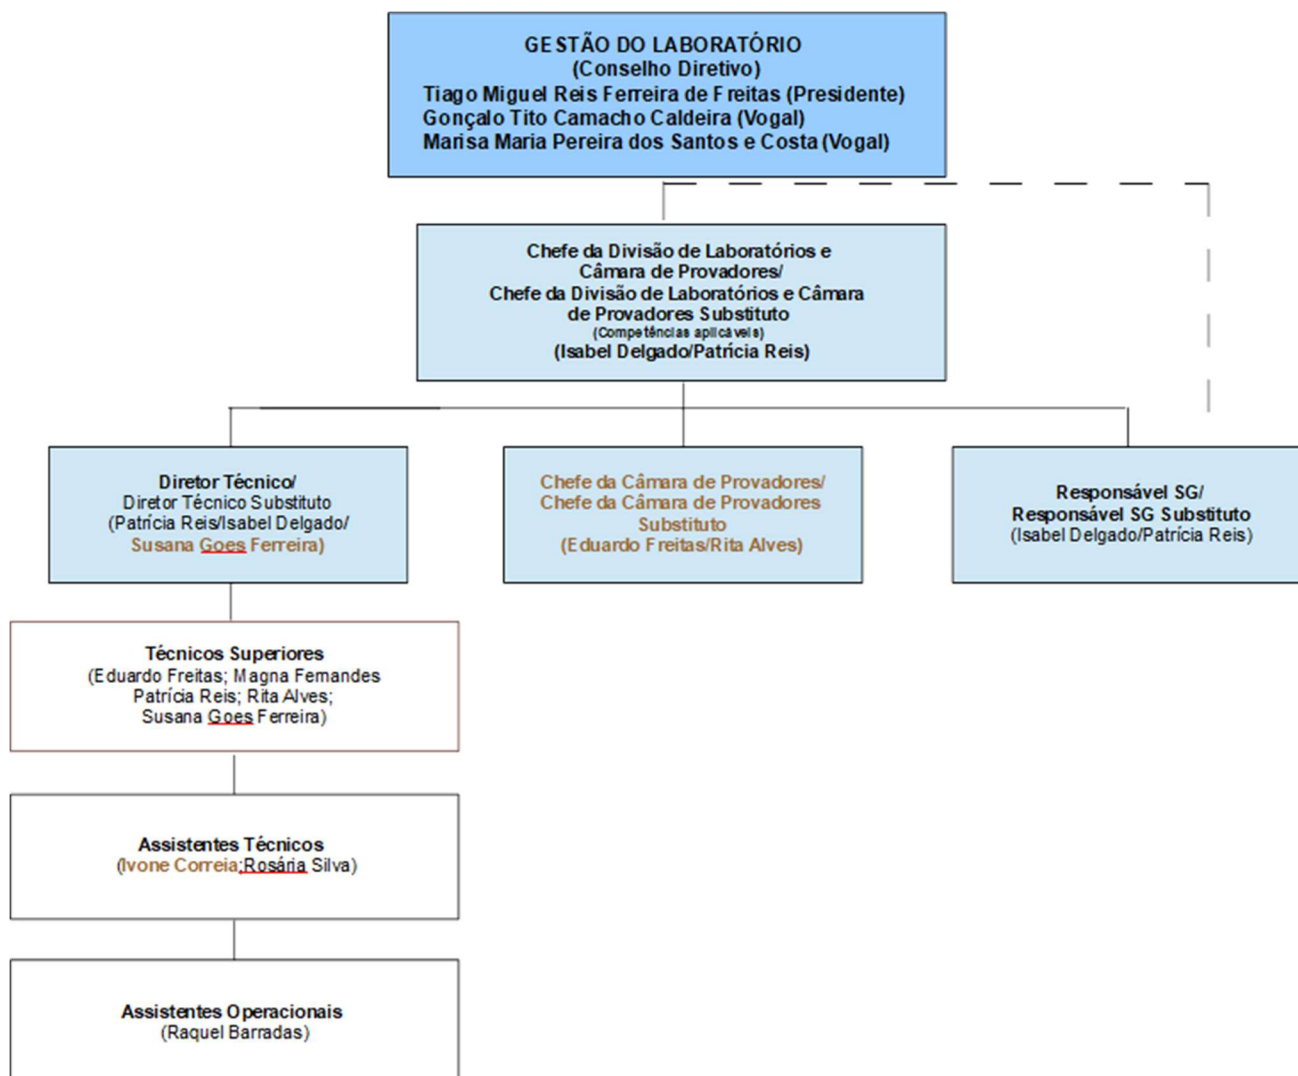 GESTÃO DO LABORATÓRIO
(Conselho Diretivo)
Tiago Miguel Reis Ferreira de Freitas (Presidente)
Gonçalo Tito Camacho Caldeira (Vogal)
Marisa Maria Pereira dos Santos e Costa (Vogal)
Chefe da Divisão de Laboratórios e
Câmara de Provadores/
Chefe da Divisão de Laboratórios e Câmara
de Provadores Substituto
(Competências aplicáveis)
(Isabel Delgado/Patrícia Reis)
Diretor Técnico/
Diretor Técnico Substituto
(Patrícia Reis/Isabel Delgado/
Susana Goes Ferreira)
Chefe da Câmara de Provadores/
Chefe da Câmara de Provadores
Substituto
(Eduardo Freitas/Rita Alves)
Responsável SG/
Responsável SG Substituto
(Isabel Delgado/Patrícia Reis)
Técnicos Superiores
(Eduardo Freitas; Magna Fernandes
Patrícia Reis; Rita Alves;
Susana Goes Ferreira)
Assistentes Técnicos
(Ivone Correia;Rosária Silva)
Assistentes Operacionais
(Raquel Barradas)